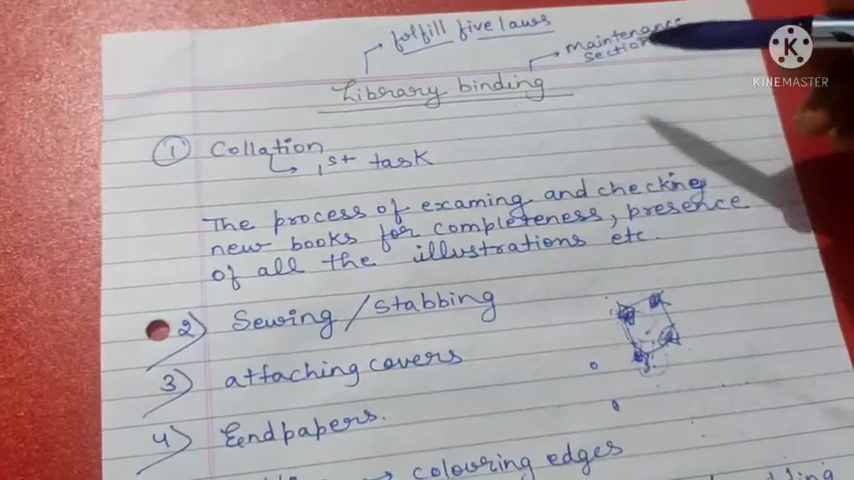 fulfill five laws
maintenance section
Library binding
① Collation
1st task
The process of examing and checking
new books for completeness, presence
of all the illustrations etc.
2) Sewing/stabbing
3) attaching covers
4) Endpapers.
colouring edges
K
KINEMASTER